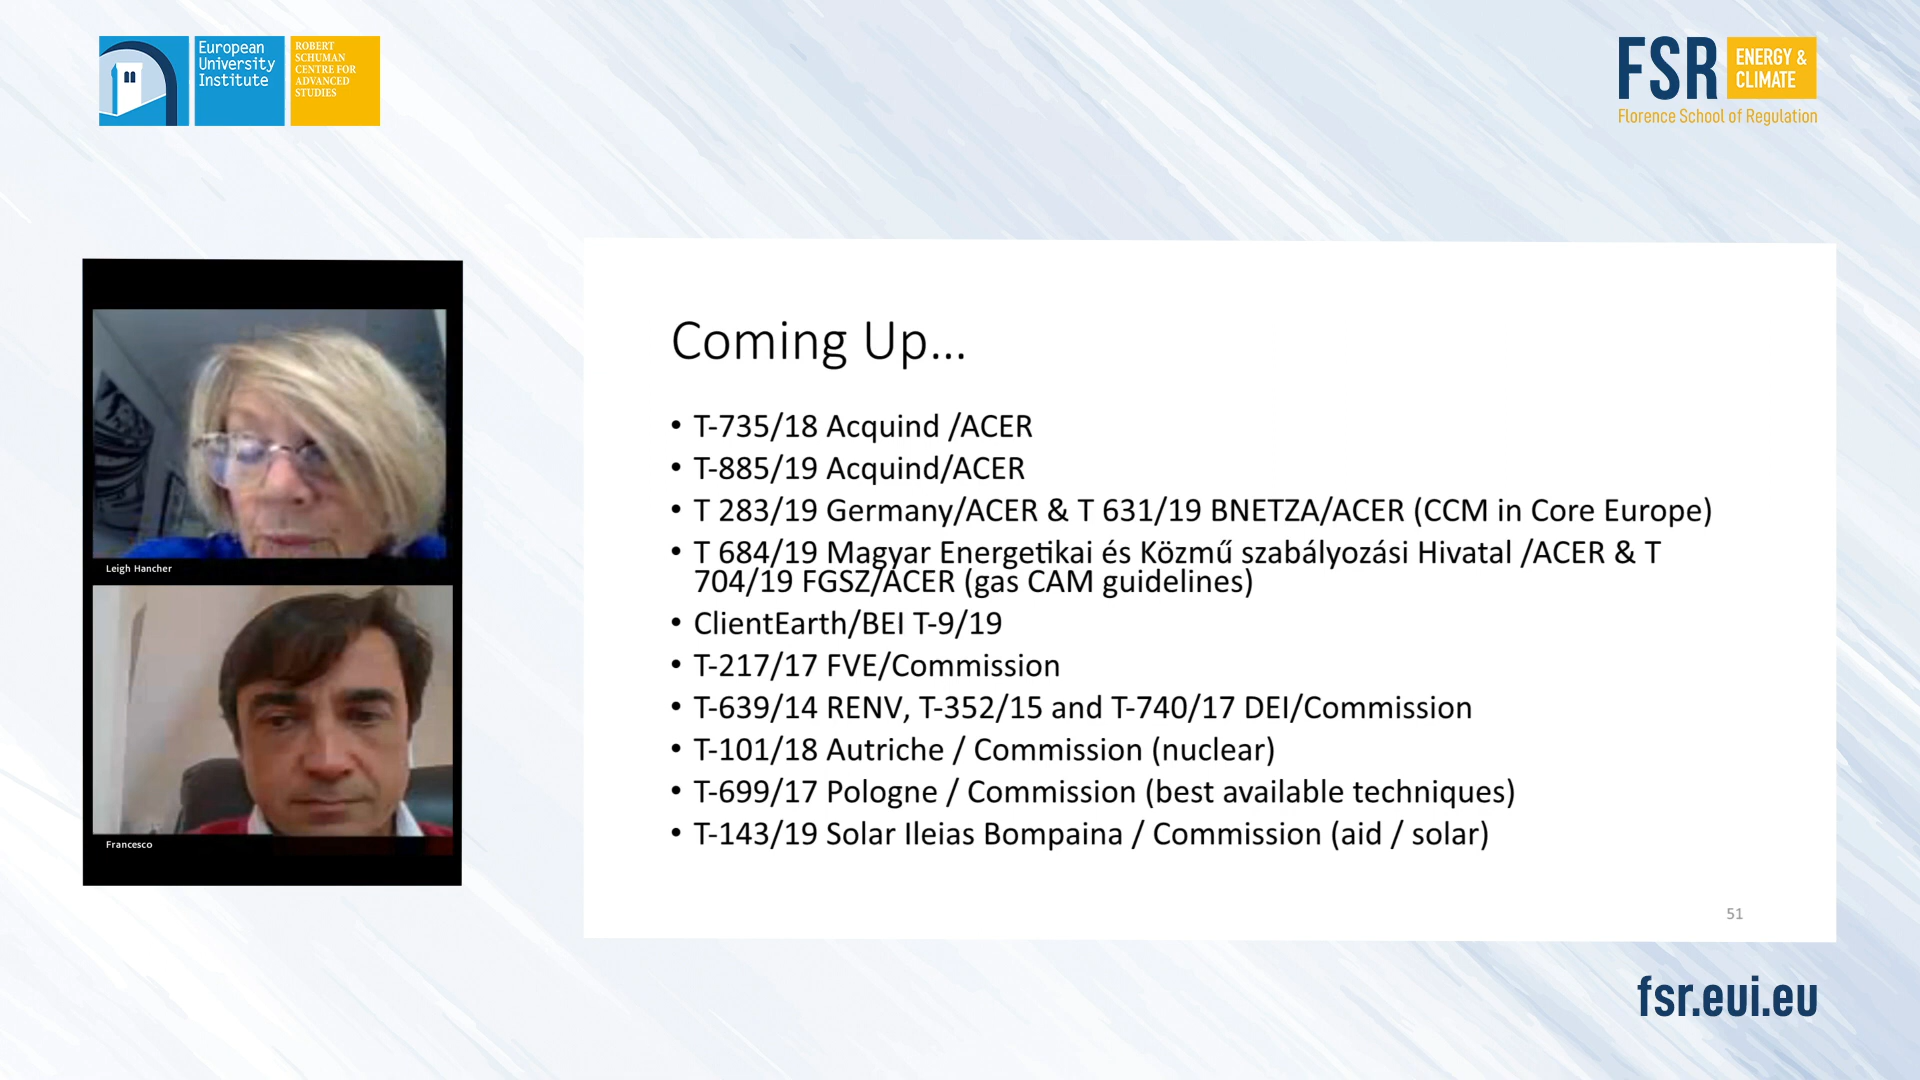 European
University
Institute
ROBERT
SCHUMAN
CENTRE FOR
ADVANCED
STUDIES
FSR
ENERGY &
CLIMATE
Florence School of Regulation
Leigh Hancher
Francesco
Coming Up...
• T-735/18 Acquind /ACER
• T-885/19 Acquind/ACER
• T 283/19 Germany/ACER & T 631/19 BNETZA/ACER (CCM in Core Europe)
• T 684/19 Magyar Energetikai és Közmű szabályozási Hivatal /ACER & T
704/19 FGSZ/ACER (gas CAM guidelines)
• ClientEarth/BEI T-9/19
• T-217/17 FVE/Commission
• T-639/14 RENV, T-352/15 and T-740/17 DEI/Commission
• T-101/18 Autriche / Commission (nuclear)
• T-699/17 Pologne / Commission (best available techniques)
• T-143/19 Solar Ileias Bompaina / Commission (aid / solar)
51
fsr.eui.eu